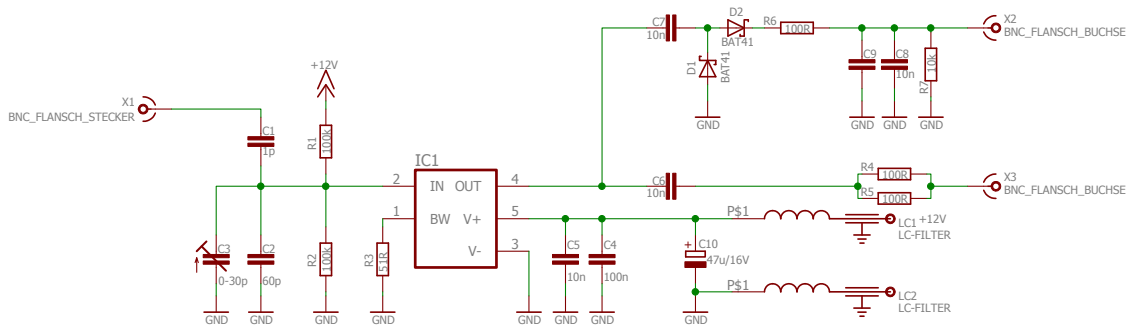 C7
10n
D2
BAT41
R6
100R
X2
BNC_FLANSCH_BUCHSE
D1
BAT41
C9
C8
10n
R7
10k
GND
GND
GND
GND
+12V
X1
BNC_FLANSCH_STECKER
C1
1p
R1
100k
IC1
2
IN
OUT
4
1
BW
V+
5
V-
3
C6
10n
R4
100R
R5
100R
X3
BNC_FLANSCH_BUCHSE
P$1
LC1
+12V
LC-FILTER
C3
0-30p
C2
60p
R2
100k
R3
51R
C5
10n
C4
100n
C10
47u/16V
P$1
LC2
LC-FILTER
GND
GND
GND
GND
GND
GND
GND
GND